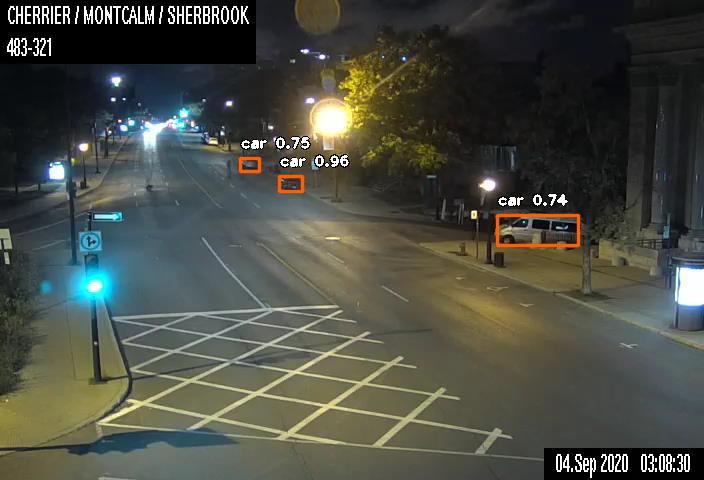 CHERRIER / MONTCALM / SHERBROOK
483-321
car 0.75
car 0.96
car 0.74
04.Sep 2020 03:08:30